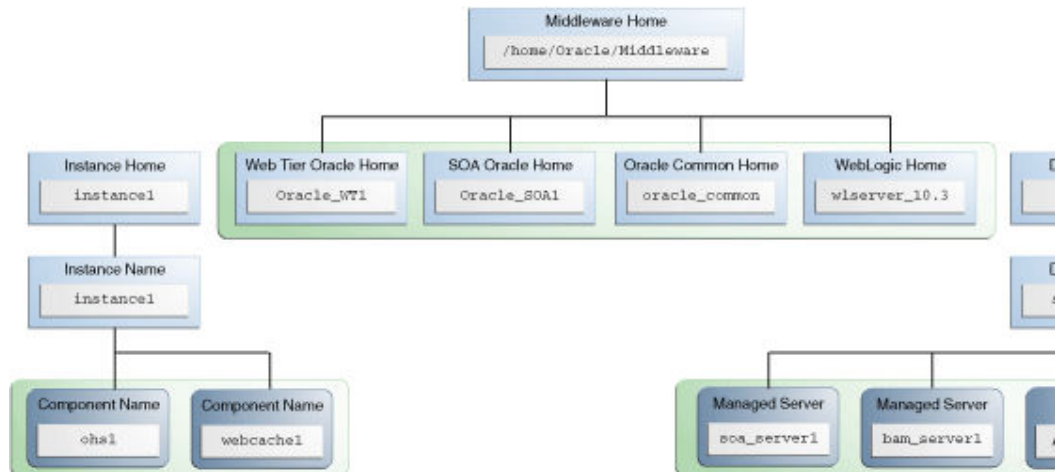 Middleware Home
/home/Oracle/Middleware
Instance Home
instance1
Web Tier Oracle Home
Oracle_WT1
SOA Oracle Home
Oracle_SOA1
Oracle Common Home
oracle_common
WebLogic Home
wlserver_10.3
Instance Name
instance1
Component Name
ohs1
Component Name
webcache1
Managed Server
soa_server1
Managed Server
bam_server1